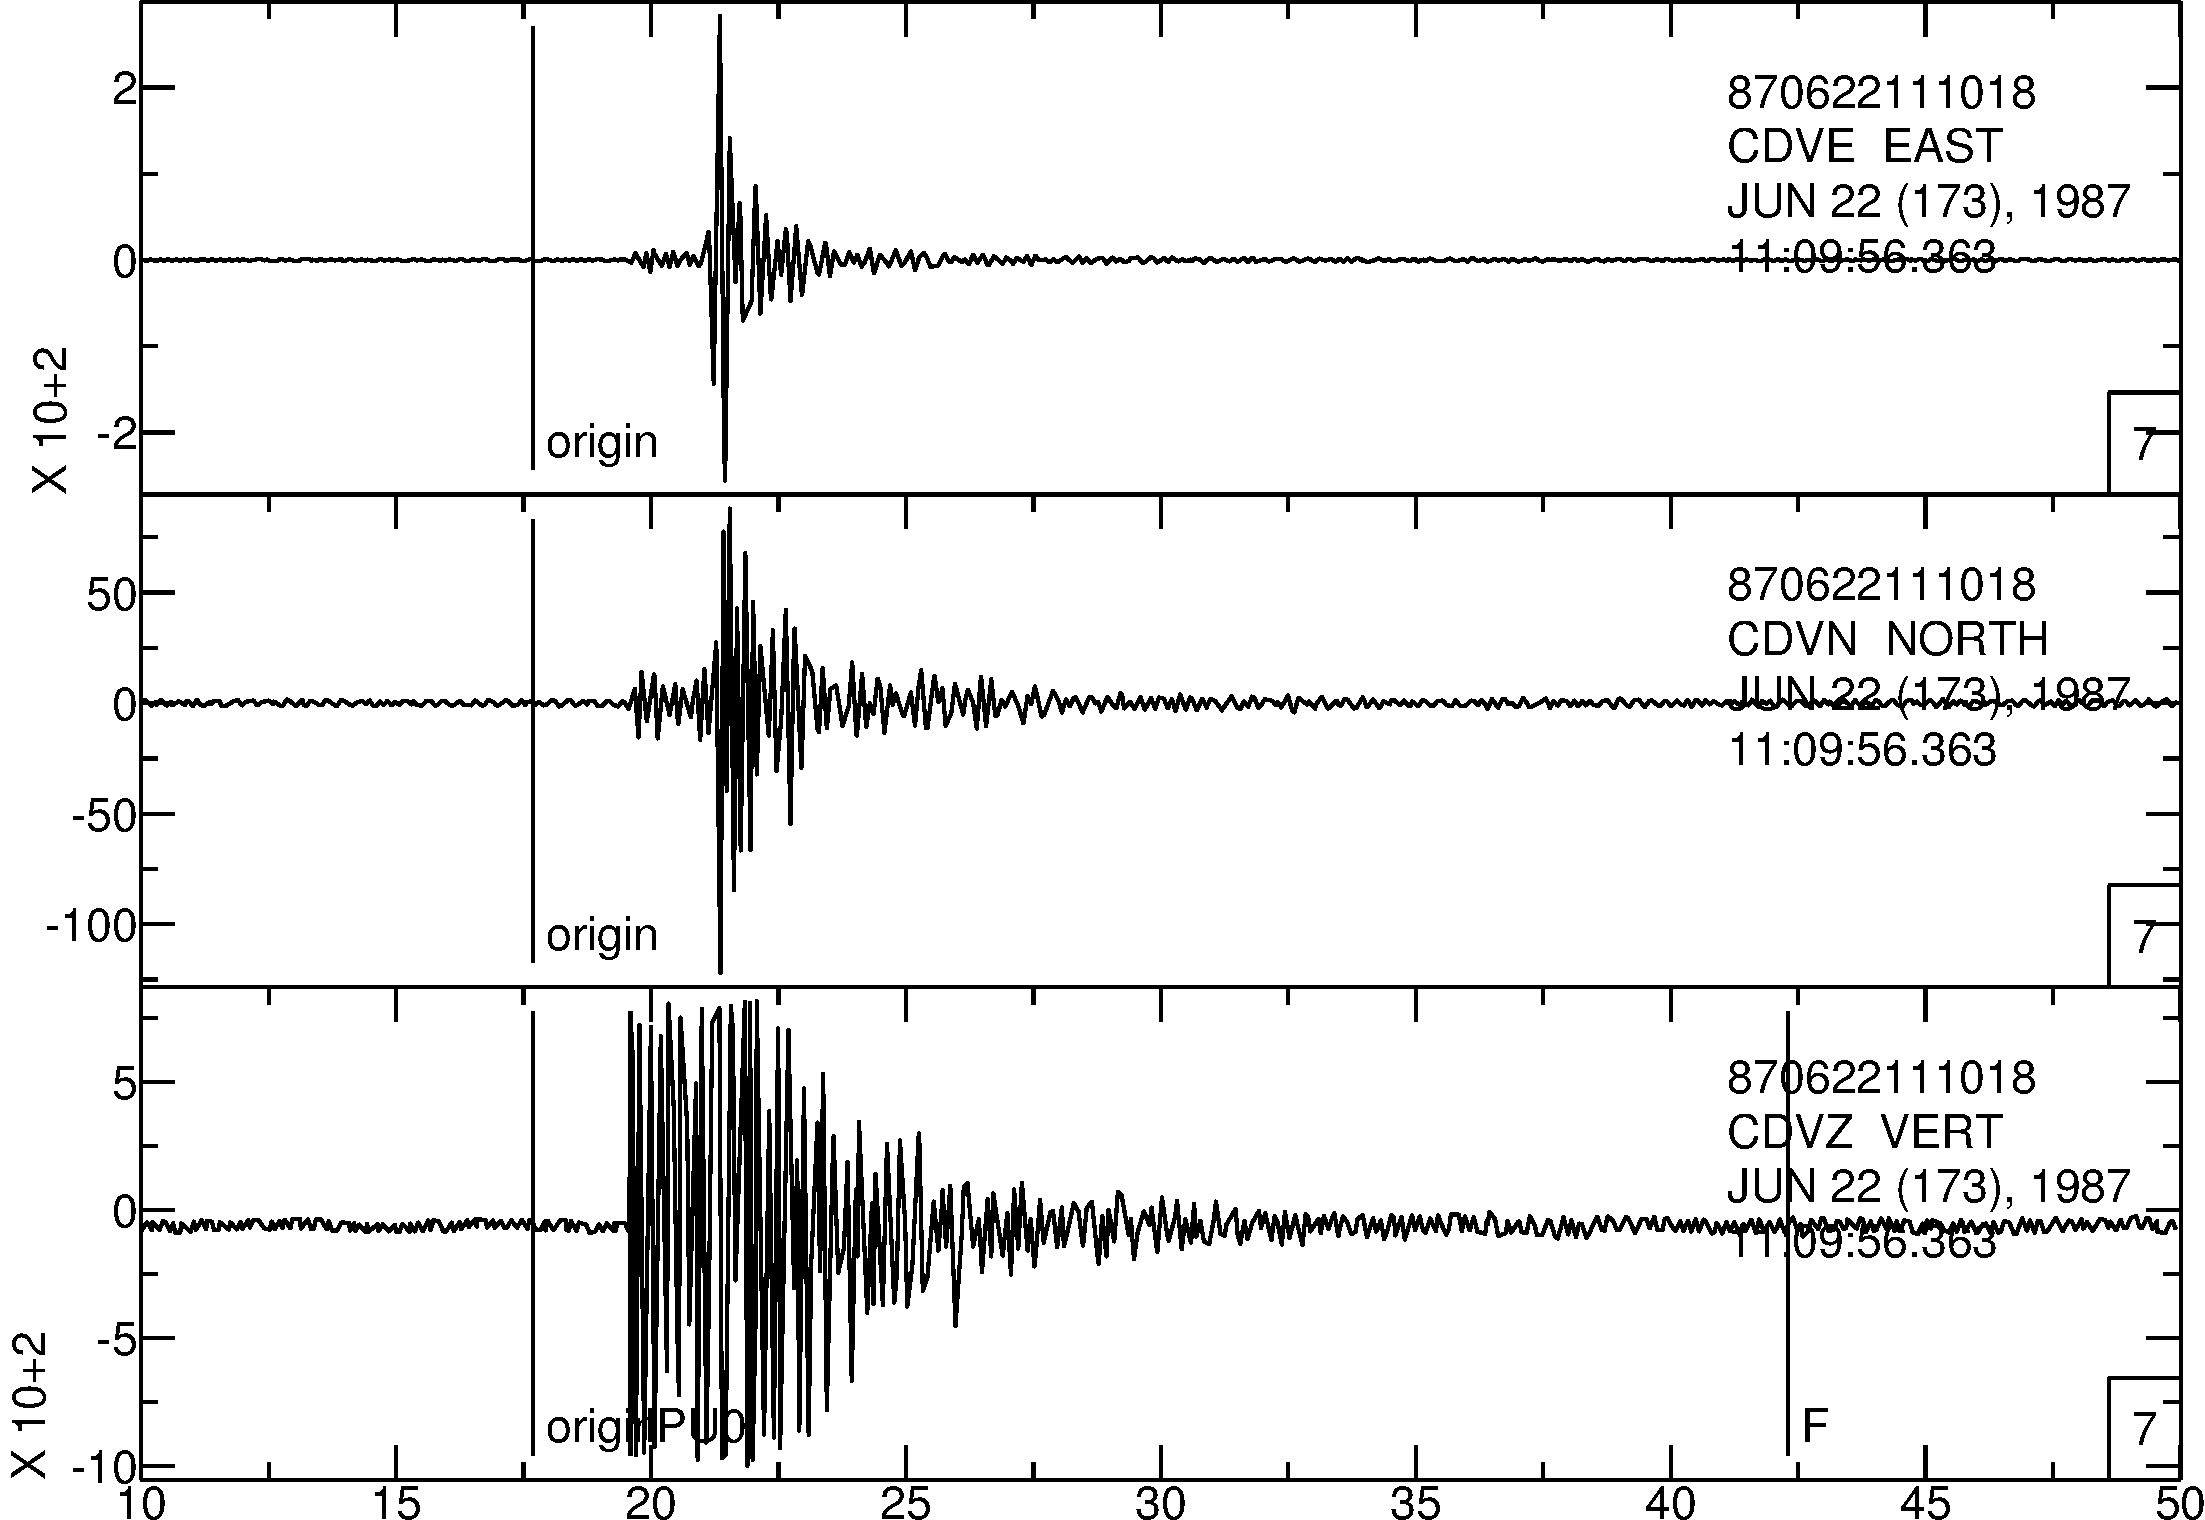 2
0
-2
X 10+2
origin
870622111018
CDVE EAST
JUN 22 (173), 1987
11:09:56.363
7
50
0
-50
-100
origin
870622111018
CDVN NORTH
JUN 22 (173), 1987
11:09:56.363
7
5
0
-5
-10
X 10+2
origin
IPU0
F
870622111018
CDVZ VERT
JUN 22 (173), 1987
11:09:56.363
7
10 15 20 25 30 35 40 45 50